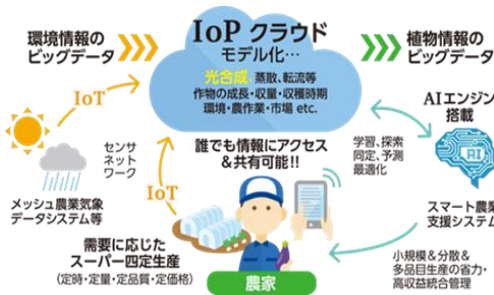 環境情報の
ビッグデータ
IoP クラウド
モデル化…
光合成、蒸散、転流等
作物の成長・収量・収穫時期
環境・農作業・市場 etc.
植物情報の
ビッグデータ
IoT
センサ
ネット
ワーク
メッシュ農業気象
データシステム等
IoT
誰でも情報にアクセス
&共有可能!!
学習、探索
同定、予測
最適化
AIエンジン
搭載
AI
スマート農業
支援システム
需要に応じた
スーパー四定生産
(定時・定量・定品質・定価格)
農家
小規模&分散&
多品目生産の省力・
高収益統合管理